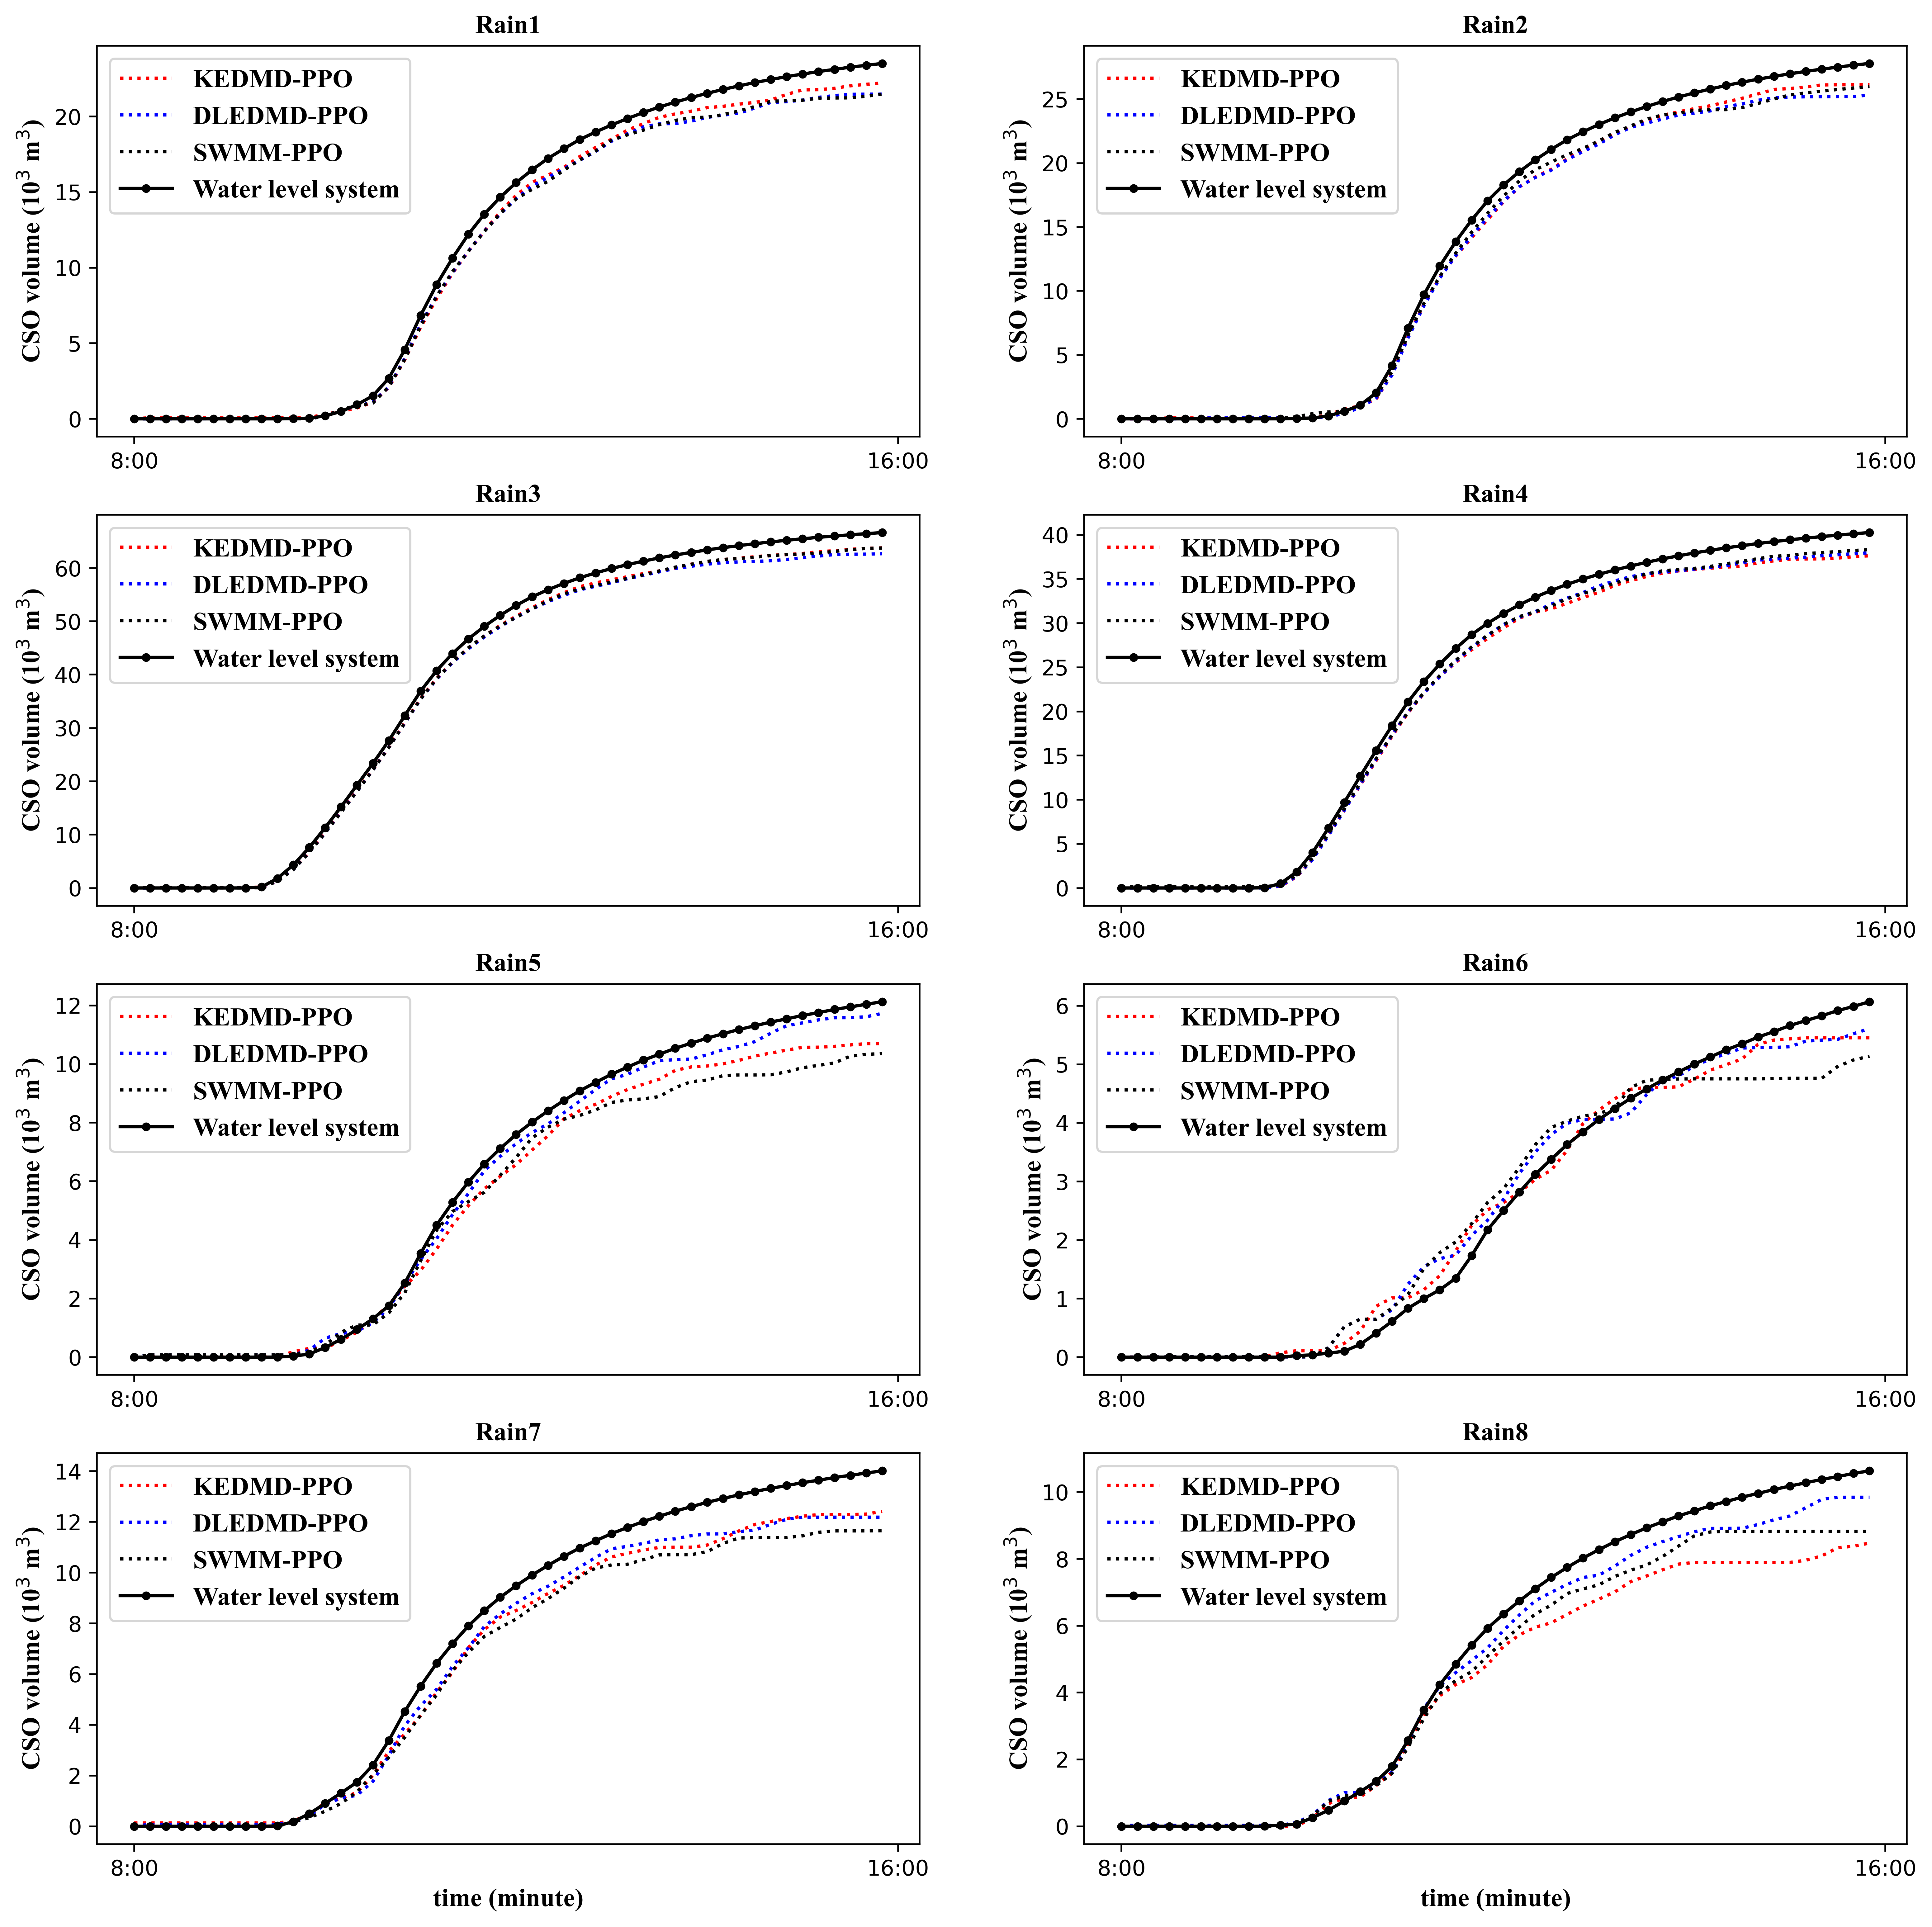 Rain1
CSO volume (10³ m³)
20
15
10
5
0
KEDMD-PPO
DLEDMD-PPO
SWMM-PPO
Water level system
8:00
16:00
Rain2
CSO volume (10³ m³)
25
20
15
10
5
0
KEDMD-PPO
DLEDMD-PPO
SWMM-PPO
Water level system
8:00
16:00
Rain3
CSO volume (10³ m³)
60
50
40
30
20
10
0
KEDMD-PPO
DLEDMD-PPO
SWMM-PPO
Water level system
8:00
16:00
Rain4
CSO volume (10³ m³)
40
35
30
25
20
15
10
5
0
KEDMD-PPO
DLEDMD-PPO
SWMM-PPO
Water level system
8:00
16:00
Rain5
CSO volume (10³ m³)
12
10
8
6
4
2
0
KEDMD-PPO
DLEDMD-PPO
SWMM-PPO
Water level system
8:00
16:00
Rain6
CSO volume (10³ m³)
6
5
4
3
2
1
0
KEDMD-PPO
DLEDMD-PPO
SWMM-PPO
Water level system
8:00
16:00
Rain7
CSO volume (10³ m³)
14
12
10
8
6
4
2
0
KEDMD-PPO
DLEDMD-PPO
SWMM-PPO
Water level system
8:00
16:00
time (minute)
Rain8
CSO volume (10³ m³)
10
8
6
4
2
0
KEDMD-PPO
DLEDMD-PPO
SWMM-PPO
Water level system
8:00
16:00
time (minute)